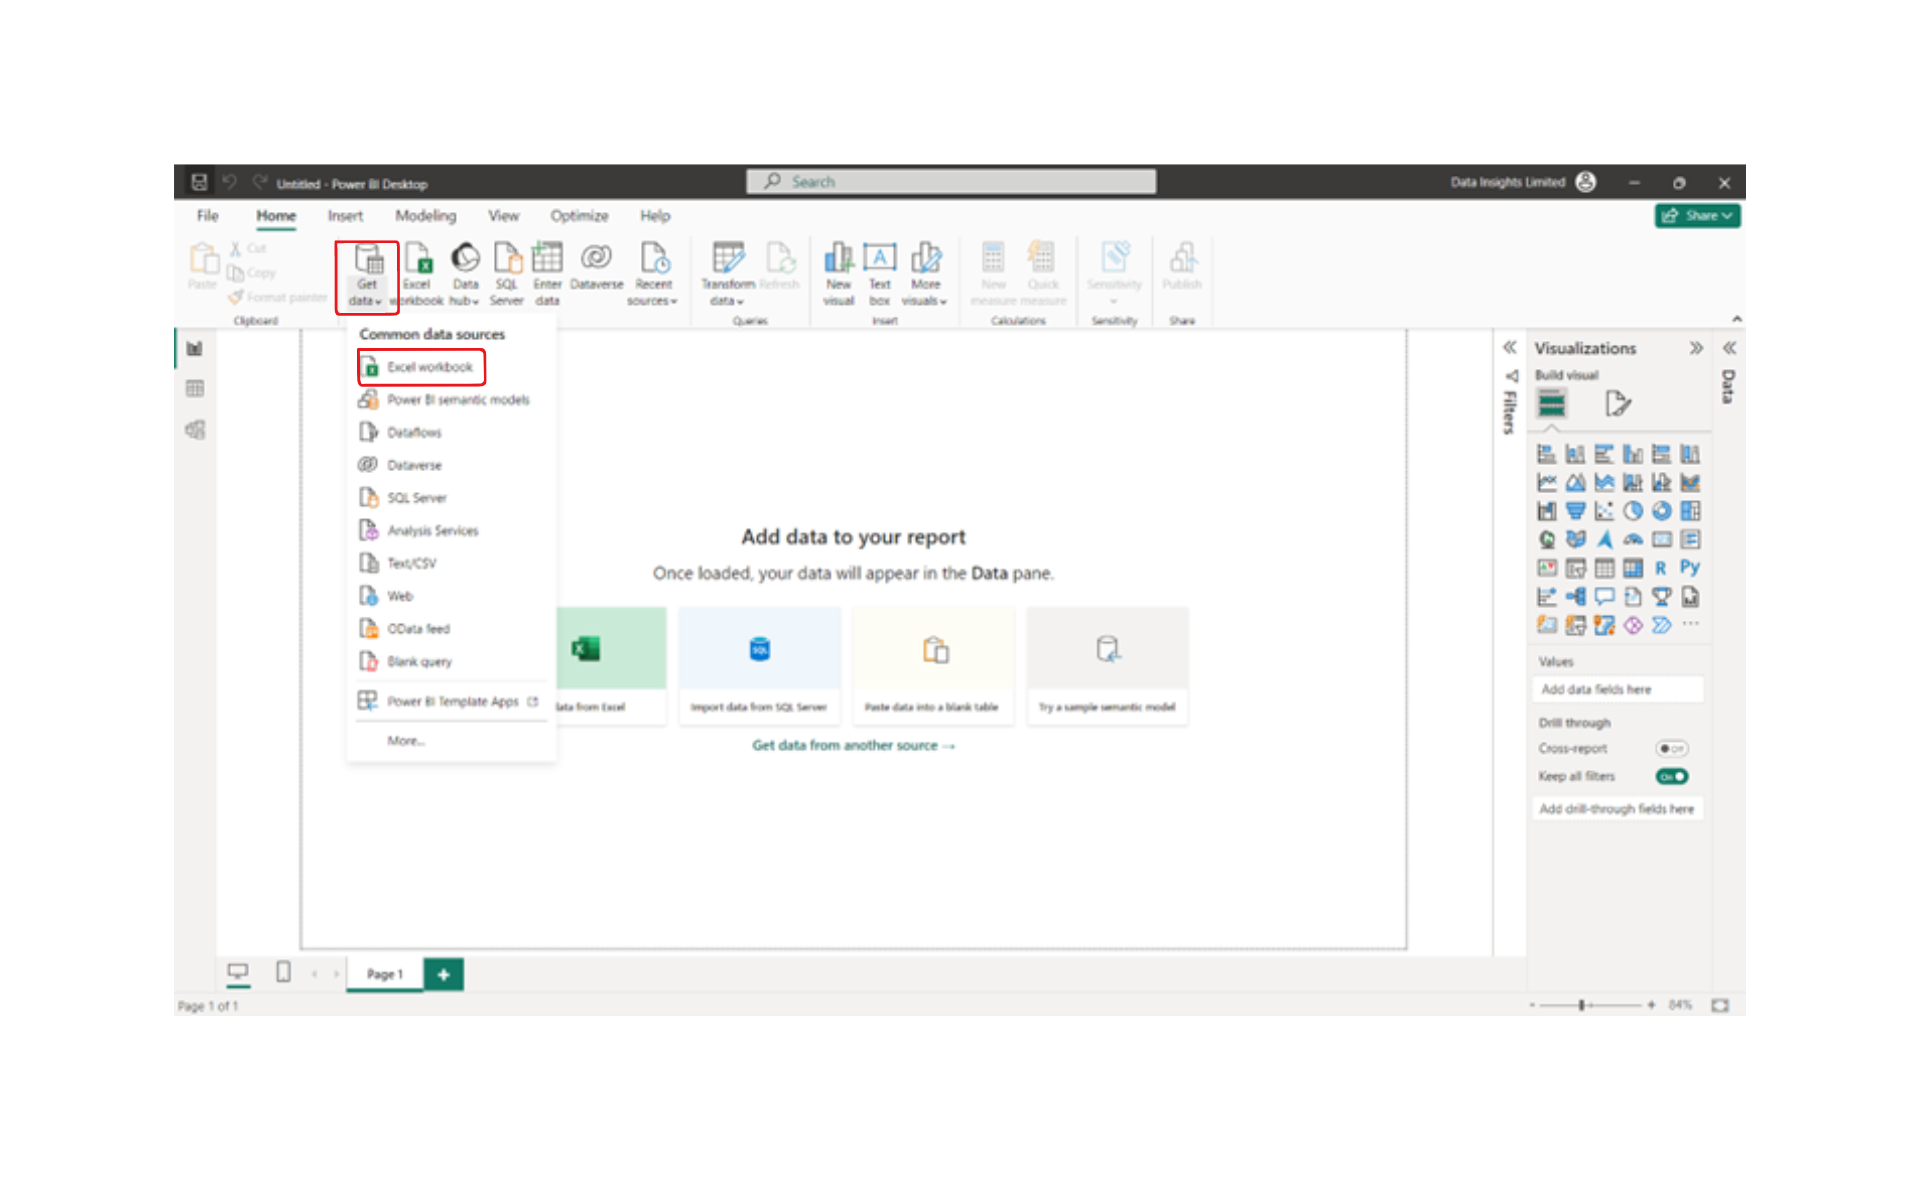 Untitled - Power BI Desktop
Search
Data Insights Limited
File Home Insert Modeling View Optimize Help
Share
Paste
Cut
Copy
Format painter
Clipboard
Get data
Excel workbook
Data hub
SQL Server
Enter data
Dataverse
Recent sources
Transform data
Refresh
Queries
New visual
Text box
More visuals
Insert
New measure
Quick measure
Calculations
Sensitivity
Sensitivity
Publish
Share
Common data sources
Excel workbook
Power BI semantic models
Dataflows
Dataverse
SQL Server
Analysis Services
Text/CSV
Web
OData feed
Blank query
Power BI Template Apps
More...
Add data to your report
Once loaded, your data will appear in the Data pane.
SQL
data from Excel
Import data from SQL Server
Paste data into a blank table
Try a sample semantic model
Get data from another source →
Filters
Visualizations
Build visual
R
Py
Values
Add data fields here
Drill through
Cross-report
Off
Keep all filters
On
Add drill-through fields here
Data
Page 1
Page 1 of 1
84%